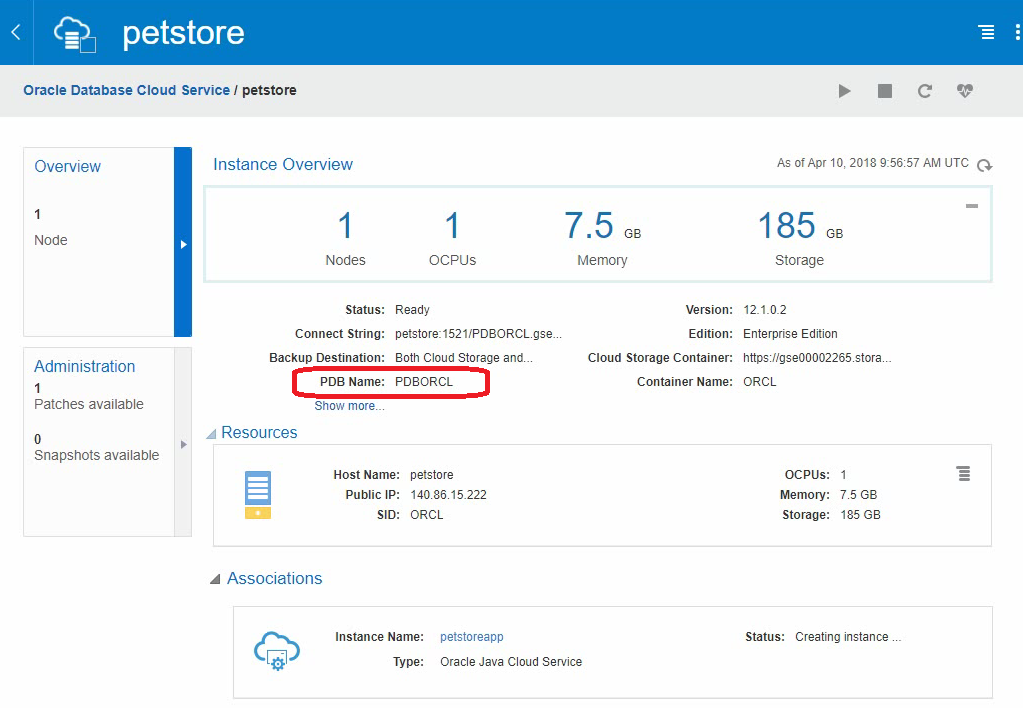 petstore
Oracle Database Cloud Service / petstore
Overview
1
Node
Administration
1
Patches available
0
Snapshots available
Instance Overview
As of Apr 10, 2018 9:56:57 AM UTC
1 1 7.5 GB 185 GB
Nodes OCPUs Memory Storage
Status: Ready Version: 12.1.0.2
Connect String: petstore:1521/PDBORCL.gse... Edition: Enterprise Edition
Backup Destination: Both Cloud Storage and... Cloud Storage Container: https://gse00002265.stora...
PDB Name: PDBORCL Container Name: ORCL
Show more...
Resources
Host Name: petstore OCPUs: 1
Public IP: 140.86.15.222 Memory: 7.5 GB
SID: ORCL Storage: 185 GB
Associations
Instance Name: petstoreapp Status: Creating instance ...
Type: Oracle Java Cloud Service